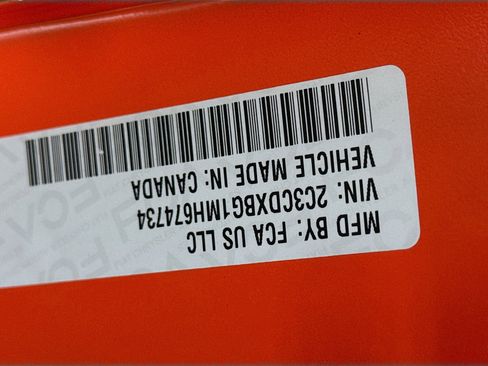 MFD BY: FCA US LLC
VIN: 2C3CDXBG1MH674734
VEHICLE MADE IN: CANADA